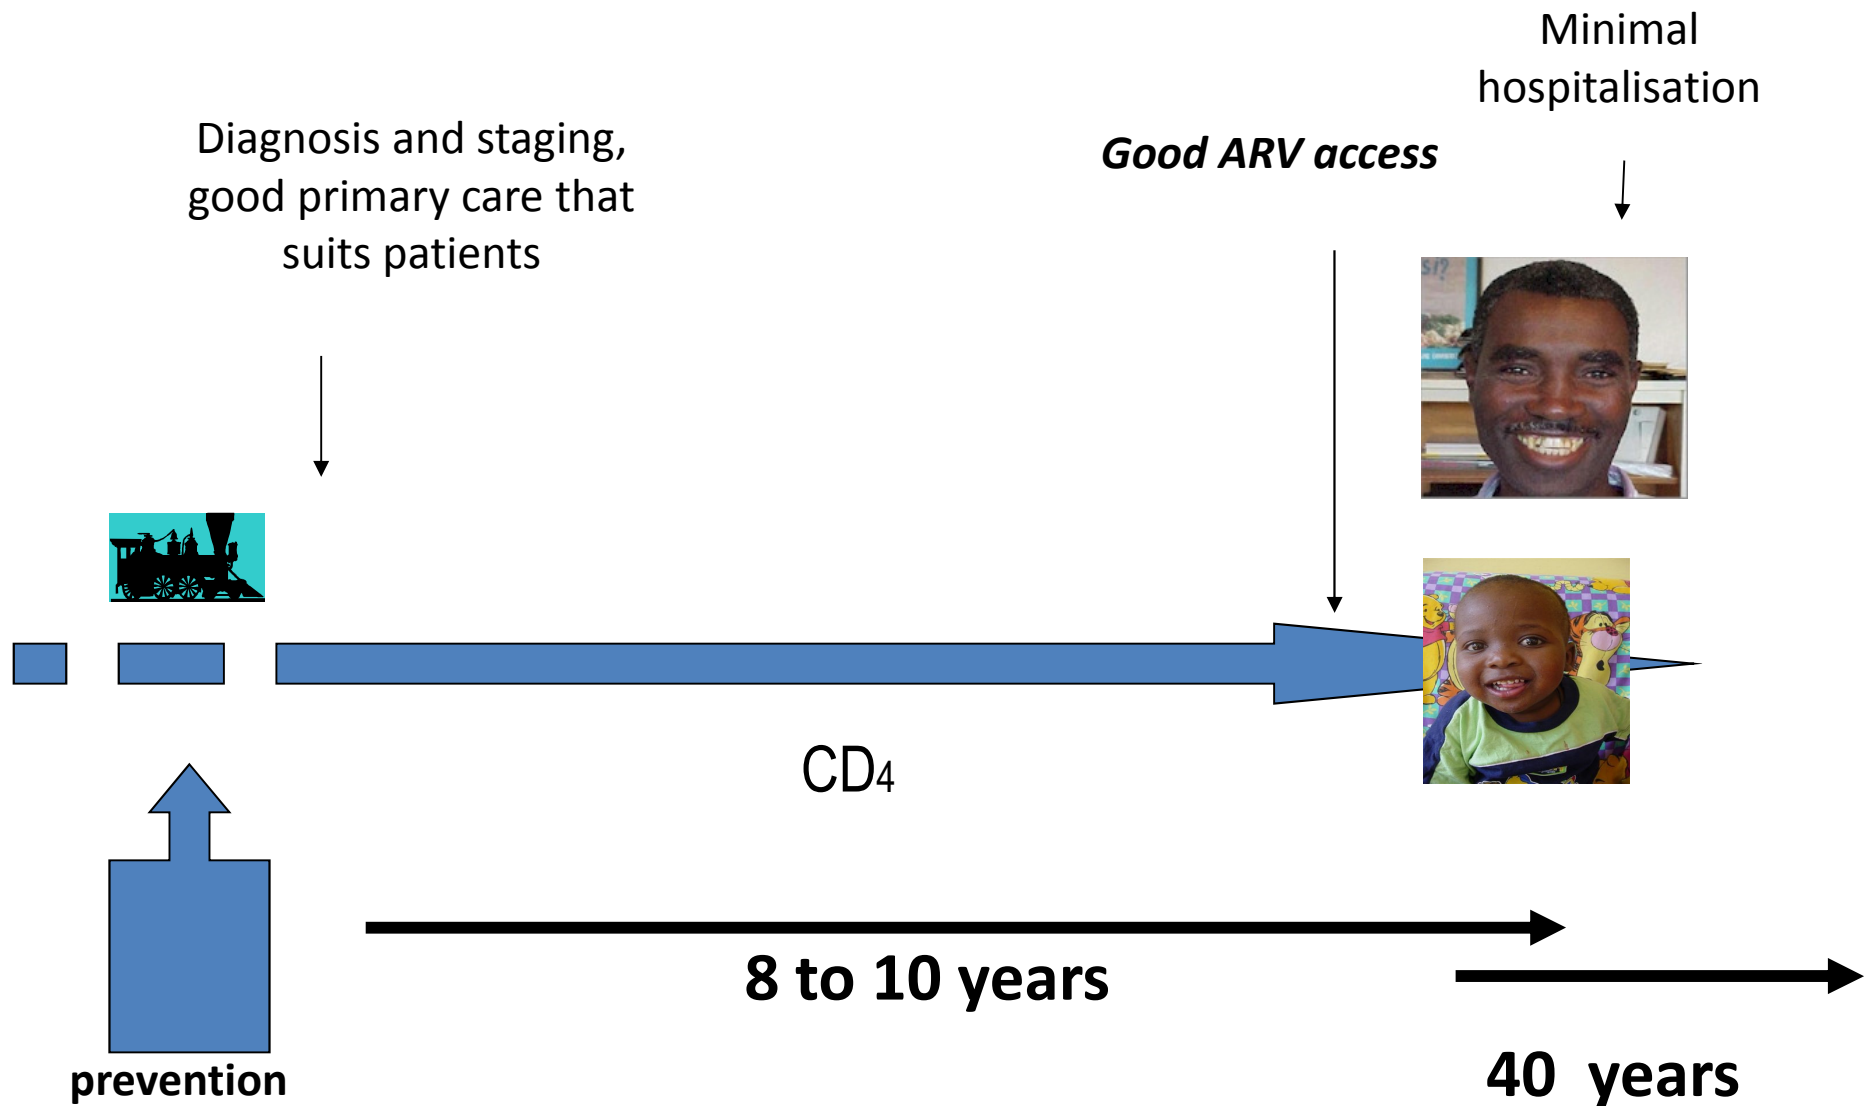 Minimal
hospitalisation
Diagnosis and staging,
good primary care that
suits patients
Good ARV access
SI?
CD4
8 to 10 years
40 years
prevention